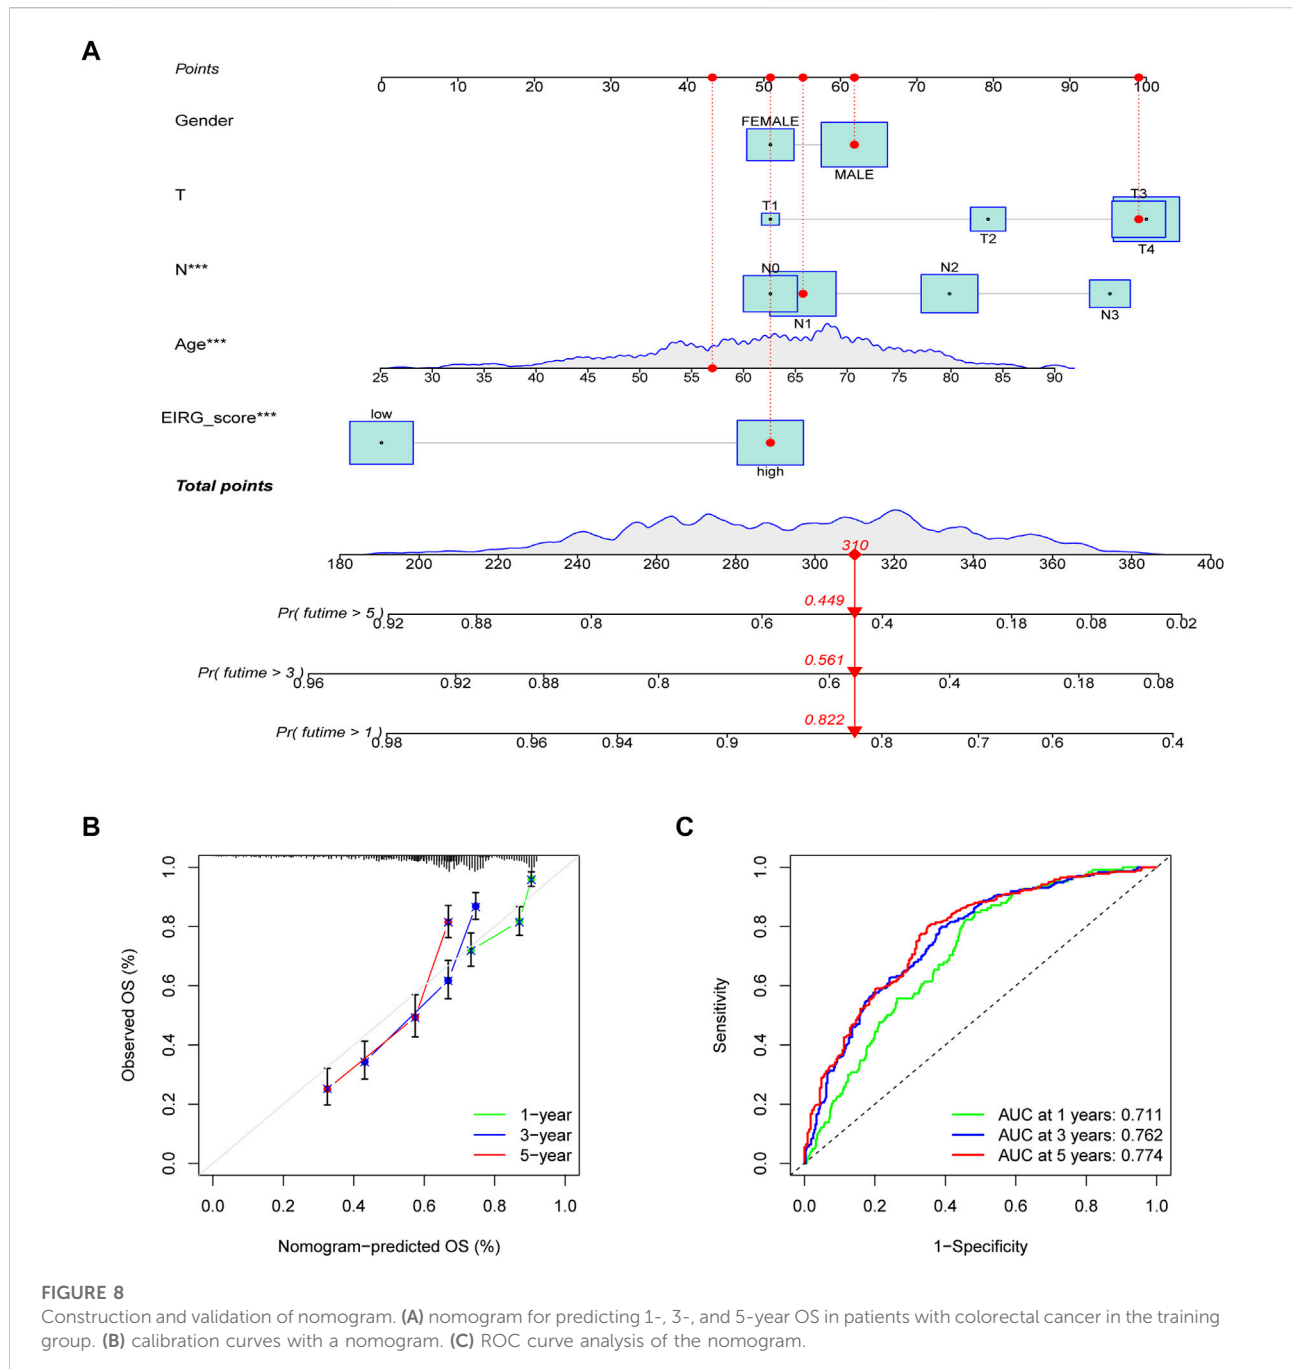 A
Points
0 10 20 30 40 50 60 70 80 90 100
Gender
FEMALE
MALE
T
T1
T3
T2
T4
N***
N0
N2
N1
N3
Age***
25 30 35 40 45 50 55 60 65 70 75 80 85 90
EIRG_score***
low
high
Total points
310
180 200 220 240 260 280 300 320 340 360 380 400
0.449
Pr( futime > 5 )
0.92 0.88 0.8 0.6 0.4 0.18 0.08 0.02
0.561
Pr( futime > 3 )
0.96 0.92 0.88 0.8 0.6 0.4 0.18 0.08
0.822
Pr( futime > 1 )
0.98 0.96 0.94 0.9 0.8 0.7 0.6 0.4
B
Observed OS (%)
1.0
0.8
0.6
0.4
0.2
0.0
1-year
3-year
5-year
0.0 0.2 0.4 0.6 0.8 1.0
Nomogram-predicted OS (%)
C
Sensitivity
1.0
0.8
0.6
0.4
0.2
0.0
AUC at 1 years: 0.711
AUC at 3 years: 0.762
AUC at 5 years: 0.774
0.0 0.2 0.4 0.6 0.8 1.0
1-Specificity
FIGURE 8
Construction and validation of nomogram. (A) nomogram for predicting 1-, 3-, and 5-year OS in patients with colorectal cancer in the training
group. (B) calibration curves with a nomogram. (C) ROC curve analysis of the nomogram.